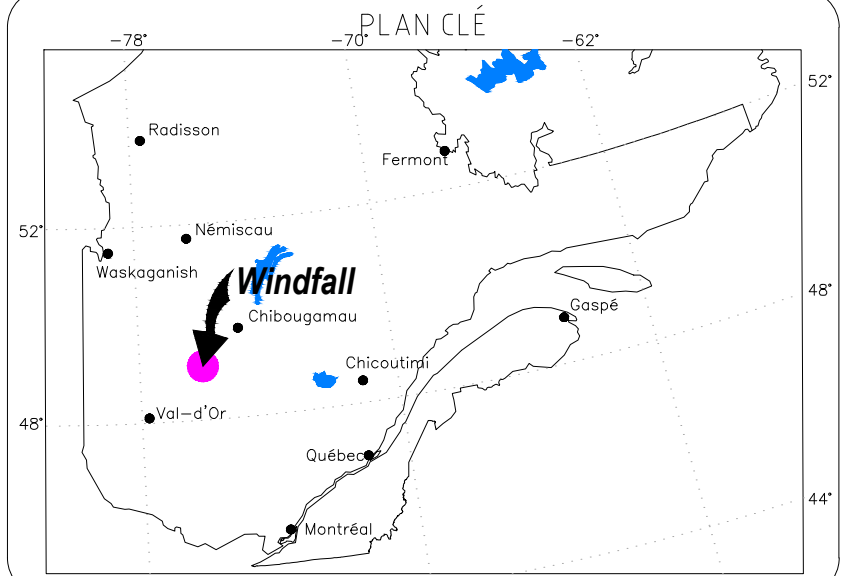 PLAN CLÉ
-78°
-70°
-62°
52°
Radisson
Fermont
52°
Némiscau
Waskaganish
Windfall
48°
Gaspé
Chibougamau
Chicoutimi
48°
Val-d'Or
Québec
44°
Montréal